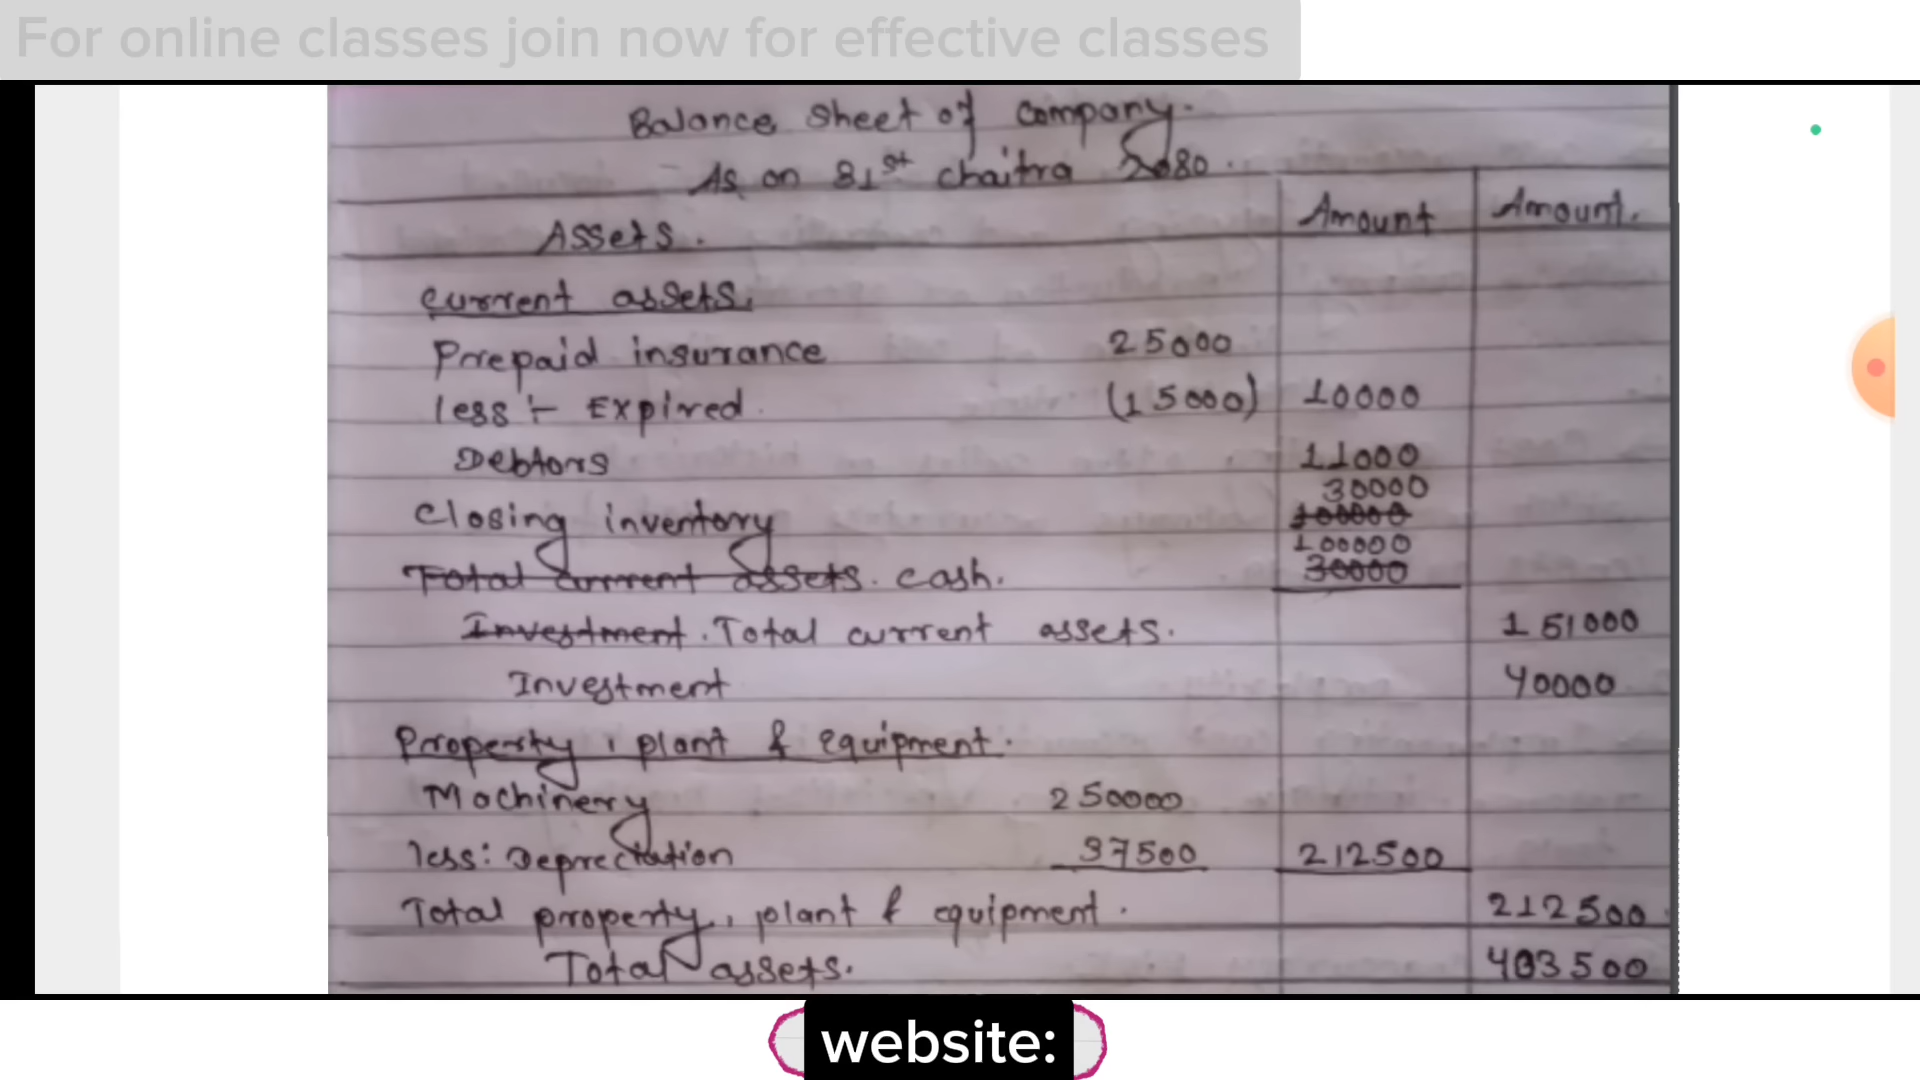 For online classes join now for effective classes
Balance Sheet of Company.
As on 31st Chaitra 2080.
Assets. Amount Amount.
Current assets.
Prepaid insurance 25000
less :- Expired (15000) 10000
Debtors 11000
30000
Closing inventory 100000
100000
Total current assets. cash. 30000
Investment. Total current assets. 151000
Investment 40000
Property, plant & equipment.
Machinery 250000
less: Depreciation 37500 212500
Total property, plant & equipment. 212500
Total assets. 403500
website: